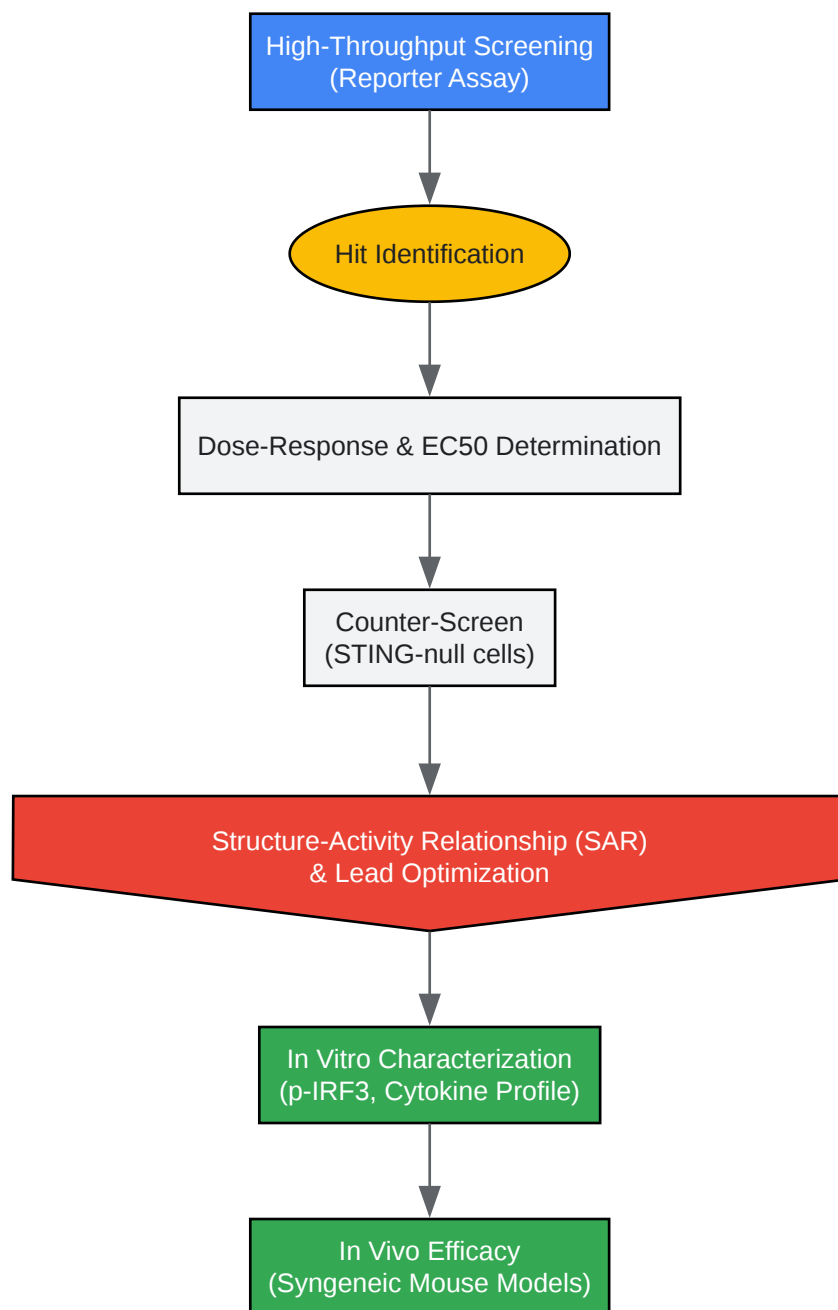 High-Throughput Screening
(Reporter Assay)
Hit Identification
Dose-Response & EC50 Determination
Counter-Screen
(STING-null cells)
Structure-Activity Relationship (SAR)
& Lead Optimization
In Vitro Characterization
(p-IRF3, Cytokine Profile)
In Vivo Efficacy
(Syngeneic Mouse Models)